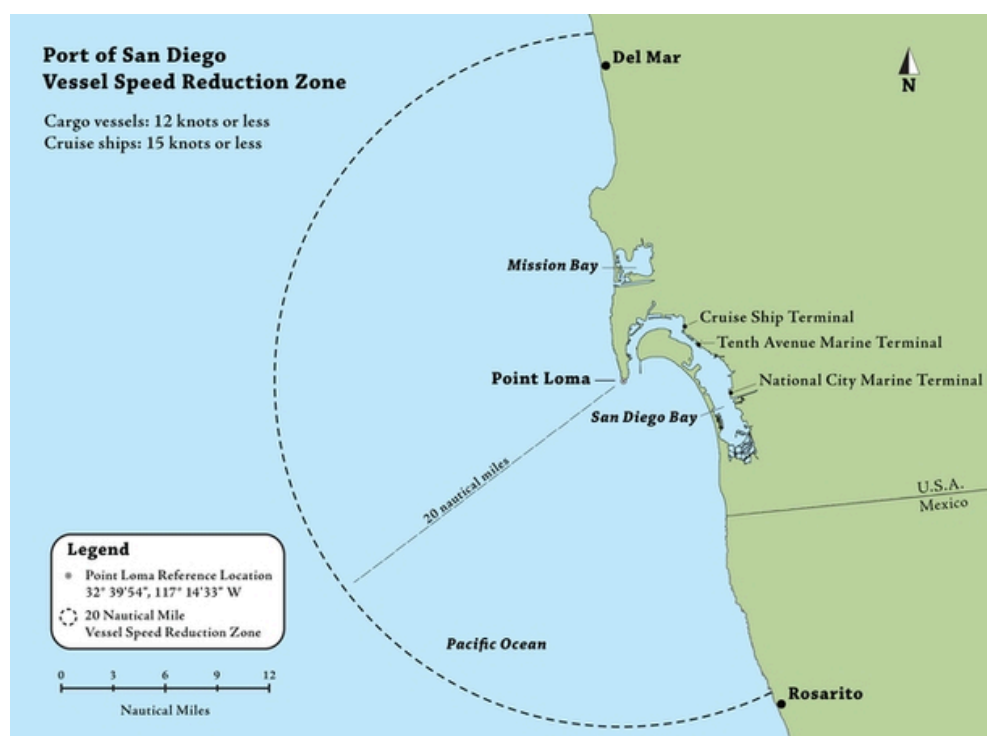 Port of San Diego
Vessel Speed Reduction Zone
Cargo vessels: 12 knots or less
Cruise ships: 15 knots or less
Del Mar
N
Mission Bay
Cruise Ship Terminal
Tenth Avenue Marine Terminal
Point Loma
National City Marine Terminal
San Diego Bay
20 nautical miles
U.S.A.
Mexico
Legend
Point Loma Reference Location
32° 39'54", 117° 14'33" W
20 Nautical Mile
Vessel Speed Reduction Zone
Pacific Ocean
0 3 6 9 12
Nautical Miles
Rosarito